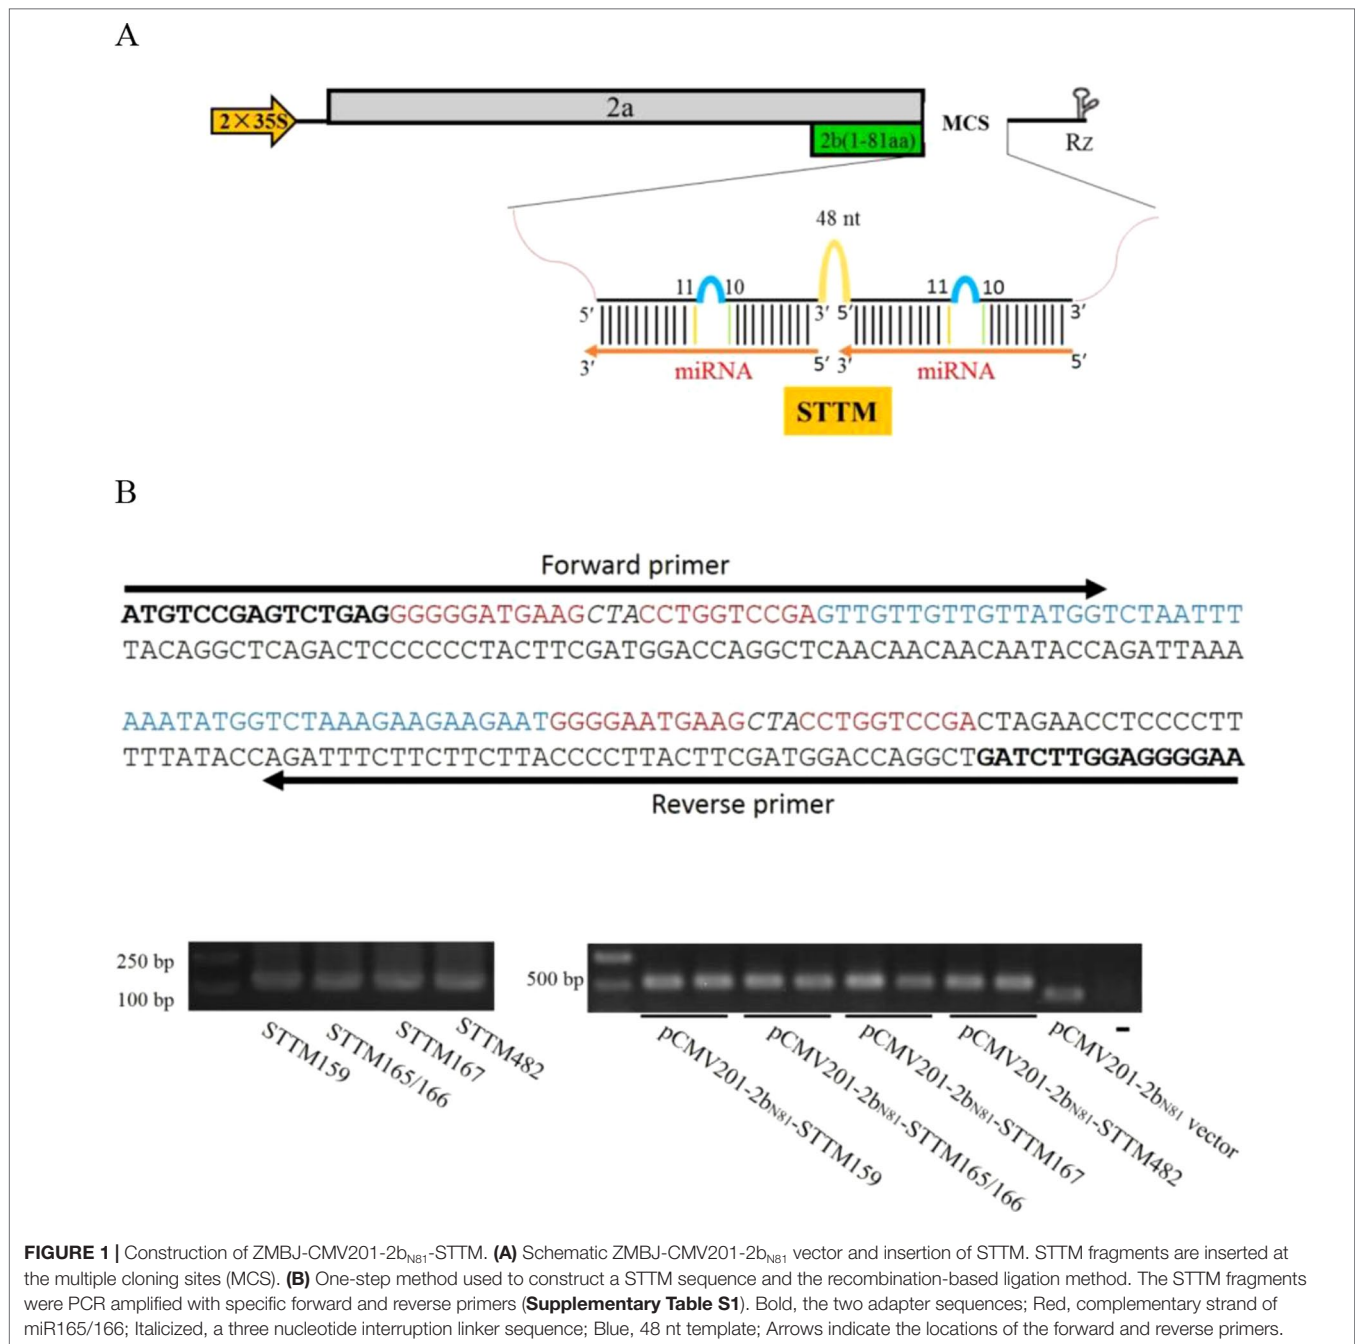 A
2×35S
2a
2b(1-81aa)
MCS
Rz
48 nt
11 10 11 10
5′ 3′ 5′ 3′
3′ miRNA 5′ 3′ miRNA 5′
STTM
B
Forward primer
ATGTCCGAGTCTGAGGGGGGATGAAGCTACCTGGTCCGAGTTGTTGTTGTTATGGTCTAATTT
TACAGGCTCAGACTCCCCCCTACTTCGATGGACCAGGCTCAACAACAACAATACCAGATTAAA
AAATATGGTCTAAAGAAGAAGAATGGGGAATGAAGCTACCTGGTCCGACTAGAACCTCCCCTT
TTTATACCAGATTTCTTCTTCTTACCCCTTACTTCGATGGACCAGGCTGATCTTGGAGGGGAA
Reverse primer
250 bp
100 bp
STTM159
STTM165/166
STTM167
STTM482
500 bp
pCMV201-2bN81-STTM159
pCMV201-2bN81-STTM165/166
pCMV201-2bN81-STTM167
pCMV201-2bN81-STTM482
pCMV201-2bN81 vector
-
FIGURE 1 | Construction of ZMBJ-CMV201-2bN81-STTM. (A) Schematic ZMBJ-CMV201-2bN81 vector and insertion of STTM. STTM fragments are inserted at
the multiple cloning sites (MCS). (B) One-step method used to construct a STTM sequence and the recombination-based ligation method. The STTM fragments
were PCR amplified with specific forward and reverse primers (Supplementary Table S1). Bold, the two adapter sequences; Red, complementary strand of
miR165/166; Italicized, a three nucleotide interruption linker sequence; Blue, 48 nt template; Arrows indicate the locations of the forward and reverse primers.